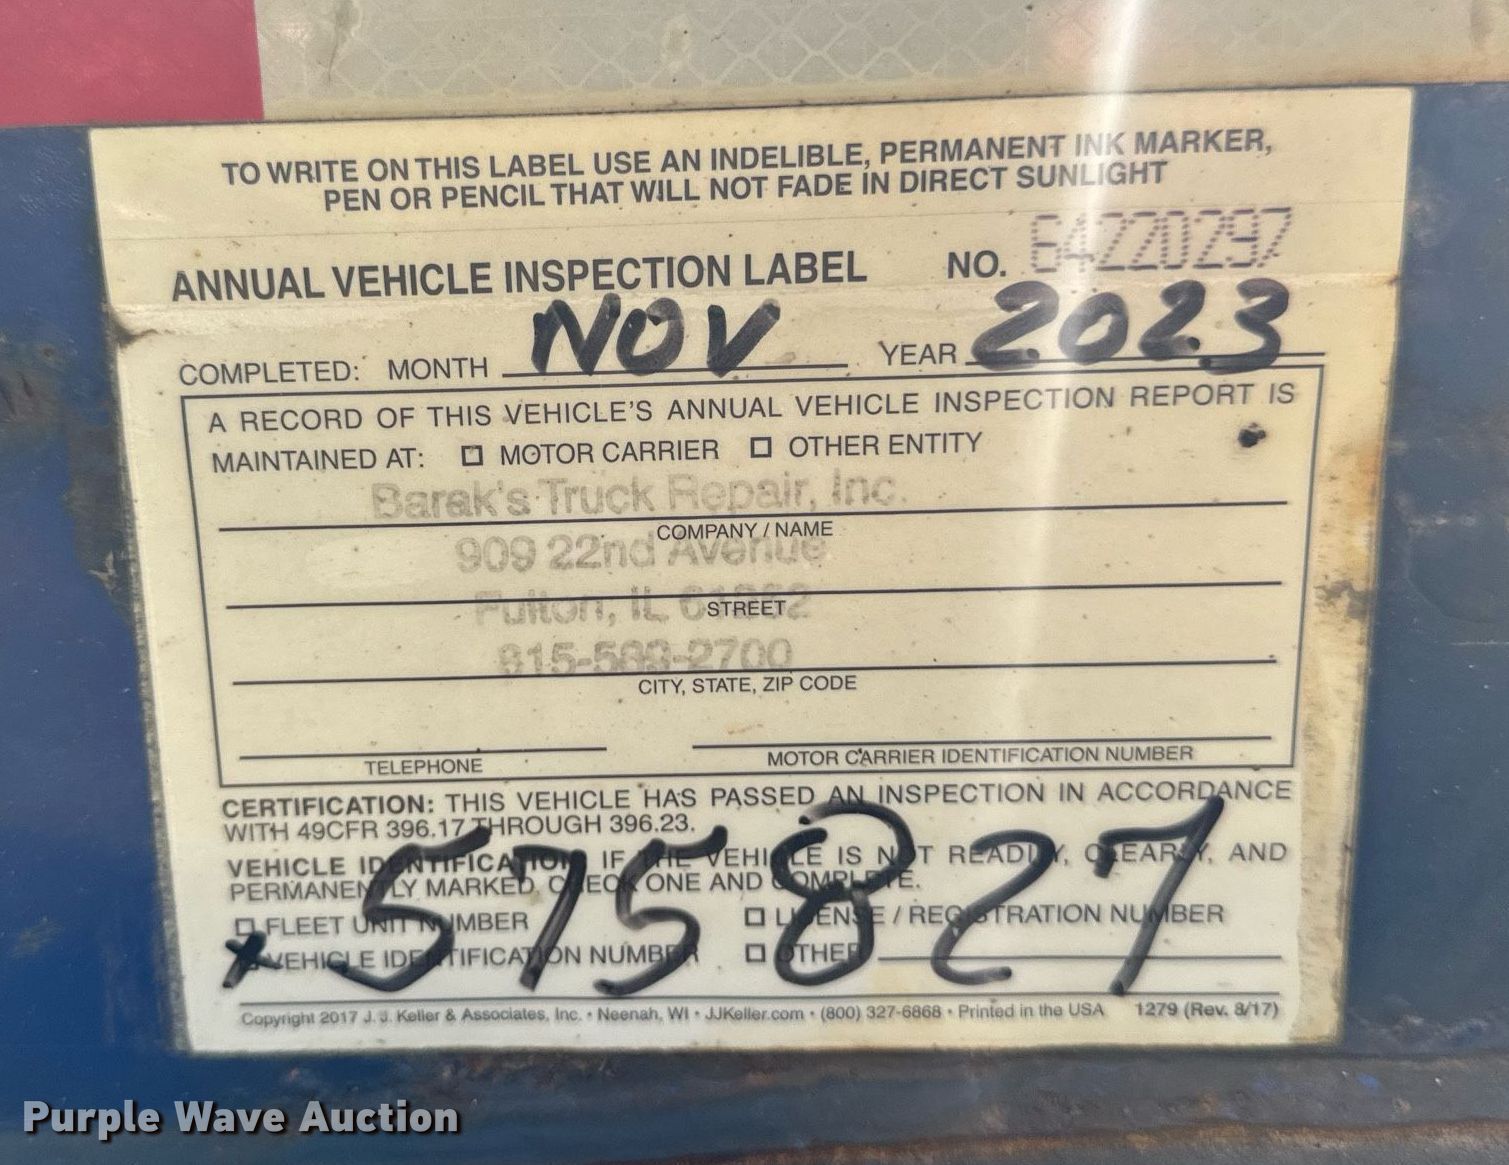 TO WRITE ON THIS LABEL USE AN INDELIBLE, PERMANENT INK MARKER,
PEN OR PENCIL THAT WILL NOT FADE IN DIRECT SUNLIGHT
ANNUAL VEHICLE INSPECTION LABEL NO. 64220297
COMPLETED: MONTH NOV YEAR 2023
A RECORD OF THIS VEHICLE'S ANNUAL VEHICLE INSPECTION REPORT IS
MAINTAINED AT: MOTOR CARRIER OTHER ENTITY
Barek's Truck Repair, Inc.
COMPANY / NAME
909 22nd Avenue
Fulton, IL
STREET
815-589-2700
CITY, STATE, ZIP CODE
TELEPHONE MOTOR CARRIER IDENTIFICATION NUMBER
CERTIFICATION: THIS VEHICLE HAS PASSED AN INSPECTION IN ACCORDANCE
WITH 49CFR 396.17 THROUGH 396.23.
VEHICLE IDENTIFICATION: IF THE VEHICLE IS NOT READILY, CLEARLY, AND
PERMANENTLY MARKED, CHECK ONE AND COMPLETE.
FLEET UNIT NUMBER LICENSE / REGISTRATION NUMBER
x VEHICLE IDENTIFICATION NUMBER OTHER
575827
Copyright 2017 J. J. Keller & Associates, Inc. • Neenah, WI • JJKeller.com • (800) 327-6868 • Printed in the USA 1279 (Rev. 8/17)
Purple Wave Auction